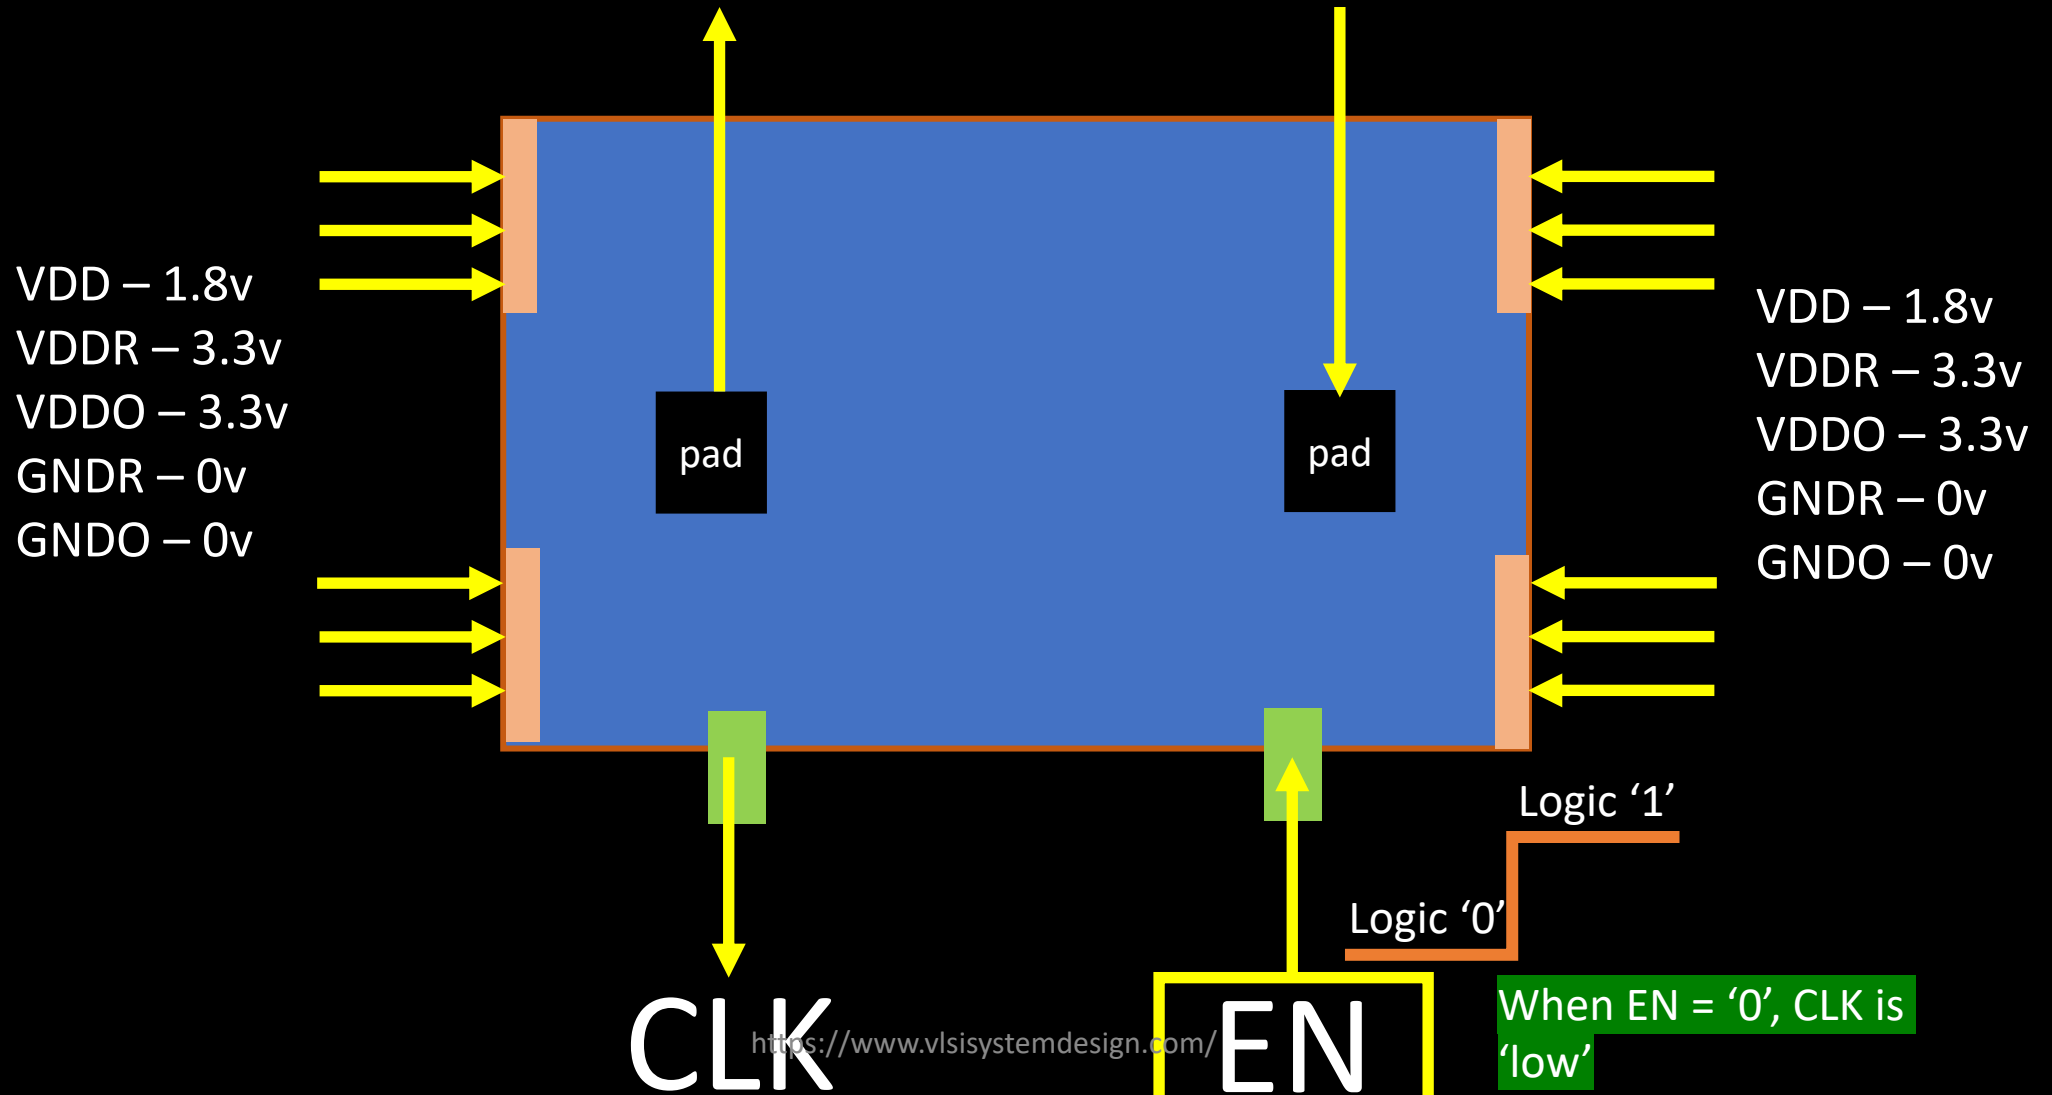 VDD – 1.8v
VDDR – 3.3v
VDDO – 3.3v
GNDR – 0v
GNDO – 0v
pad
pad
VDD – 1.8v
VDDR – 3.3v
VDDO – 3.3v
GNDR – 0v
GNDO – 0v
Logic ‘1’
Logic ‘0’
CLK
https://www.vlsisystemdesign.com/
EN
When EN = ‘0’, CLK is
‘low’